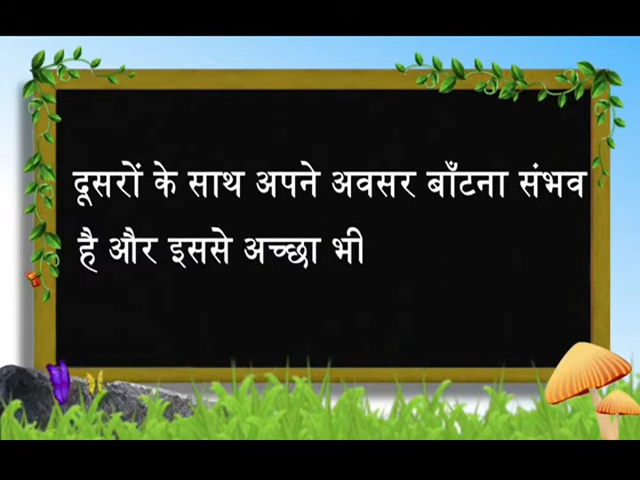 दूसरों के साथ अपने अवसर बाँटना संभव
है और इससे अच्छा भी